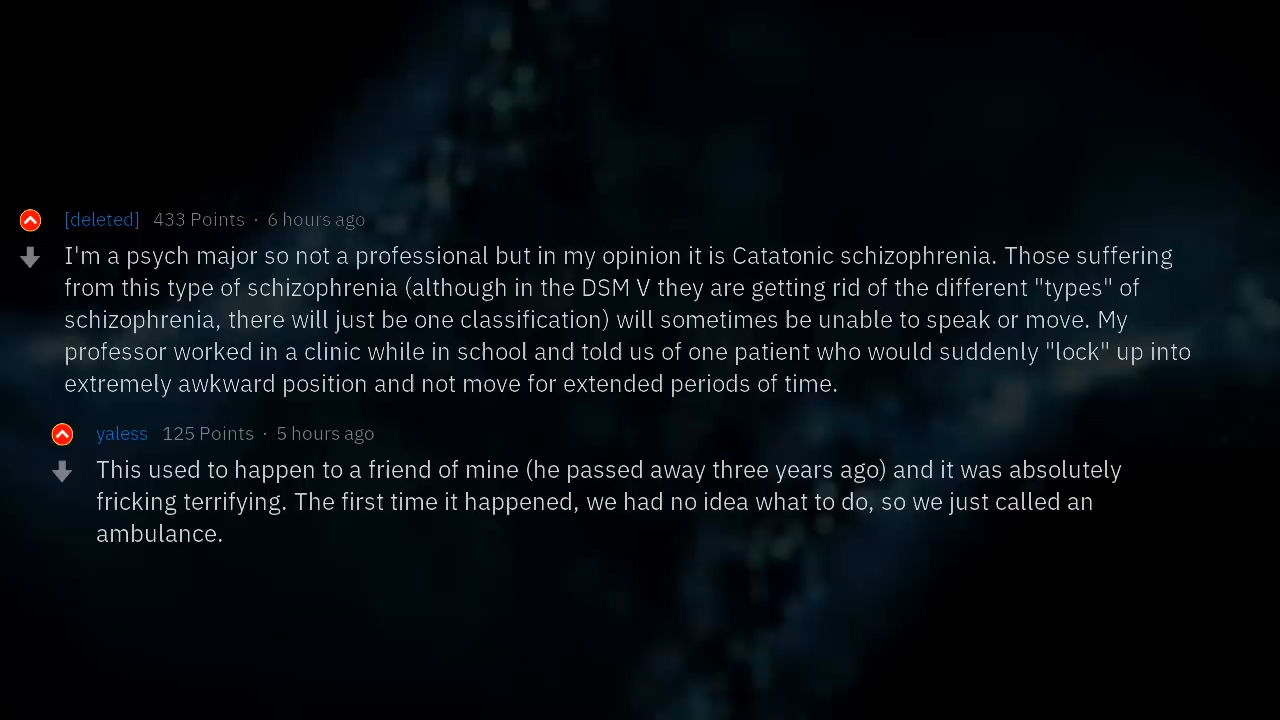 [deleted] 433 Points · 6 hours ago
I'm a psych major so not a professional but in my opinion it is Catatonic schizophrenia. Those suffering
from this type of schizophrenia (although in the DSM V they are getting rid of the different "types" of
schizophrenia, there will just be one classification) will sometimes be unable to speak or move. My
professor worked in a clinic while in school and told us of one patient who would suddenly "lock" up into
extremely awkward position and not move for extended periods of time.
yaless 125 Points · 5 hours ago
This used to happen to a friend of mine (he passed away three years ago) and it was absolutely
fricking terrifying. The first time it happened, we had no idea what to do, so we just called an
ambulance.